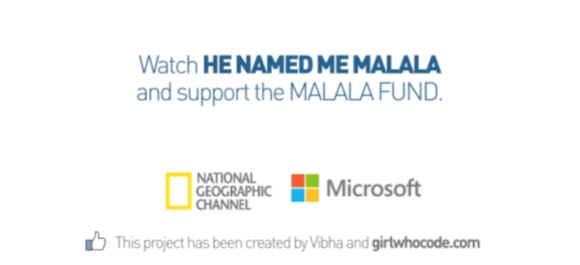 Watch HE NAMED ME MALALA
and support the MALALA FUND.
NATIONAL
GEOGRAPHIC
CHANNEL
Microsoft
This project has been created by Vibha and girlwhocode.com